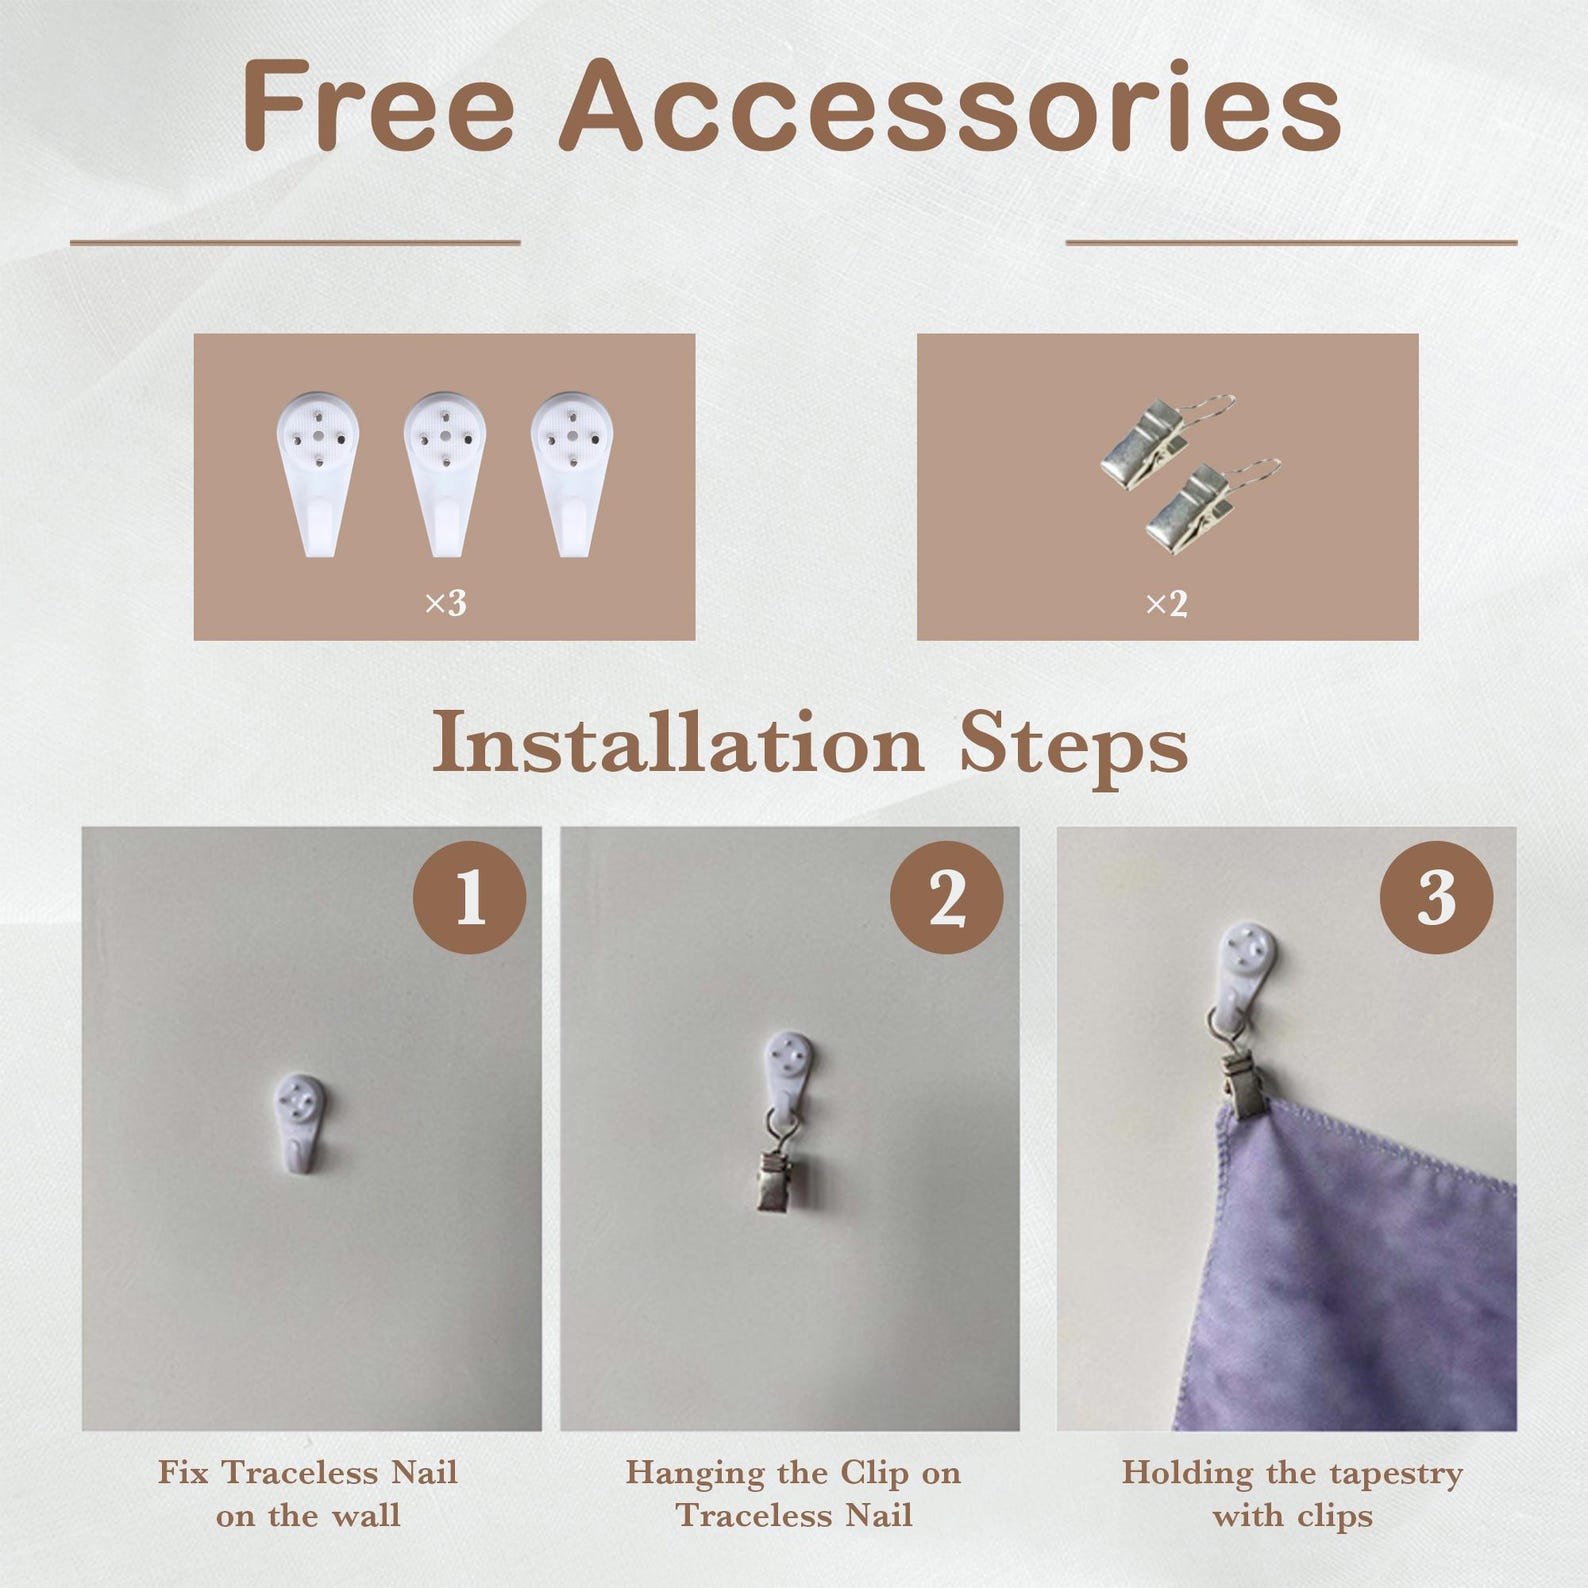 Free Accessories
×3
×2
Installation Steps
1
2
3
Fix Traceless Nail
on the wall
Hanging the Clip on
Traceless Nail
Holding the tapestry
with clips